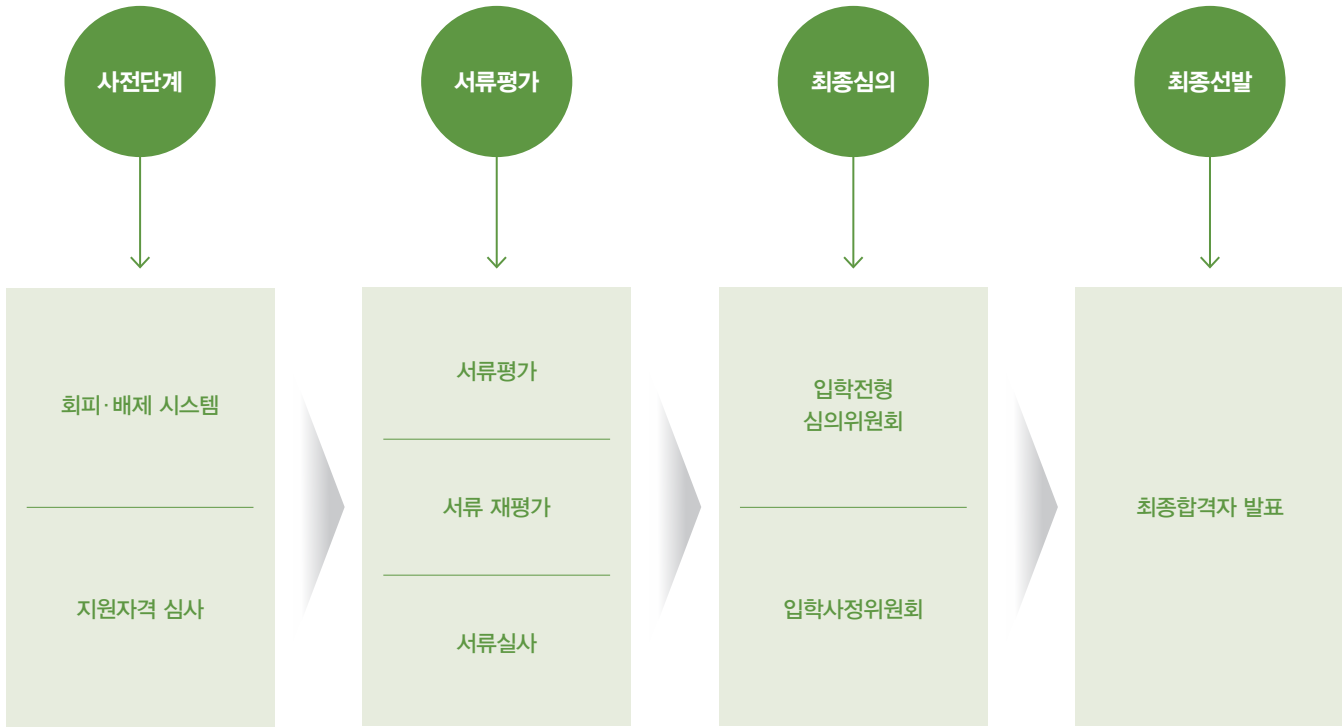 사전단계
서류평가
최종심의
최종선발
회피·배제 시스템
지원자격 심사
서류평가
서류 재평가
서류실사
입학전형
심의위원회
입학사정위원회
최종합격자 발표